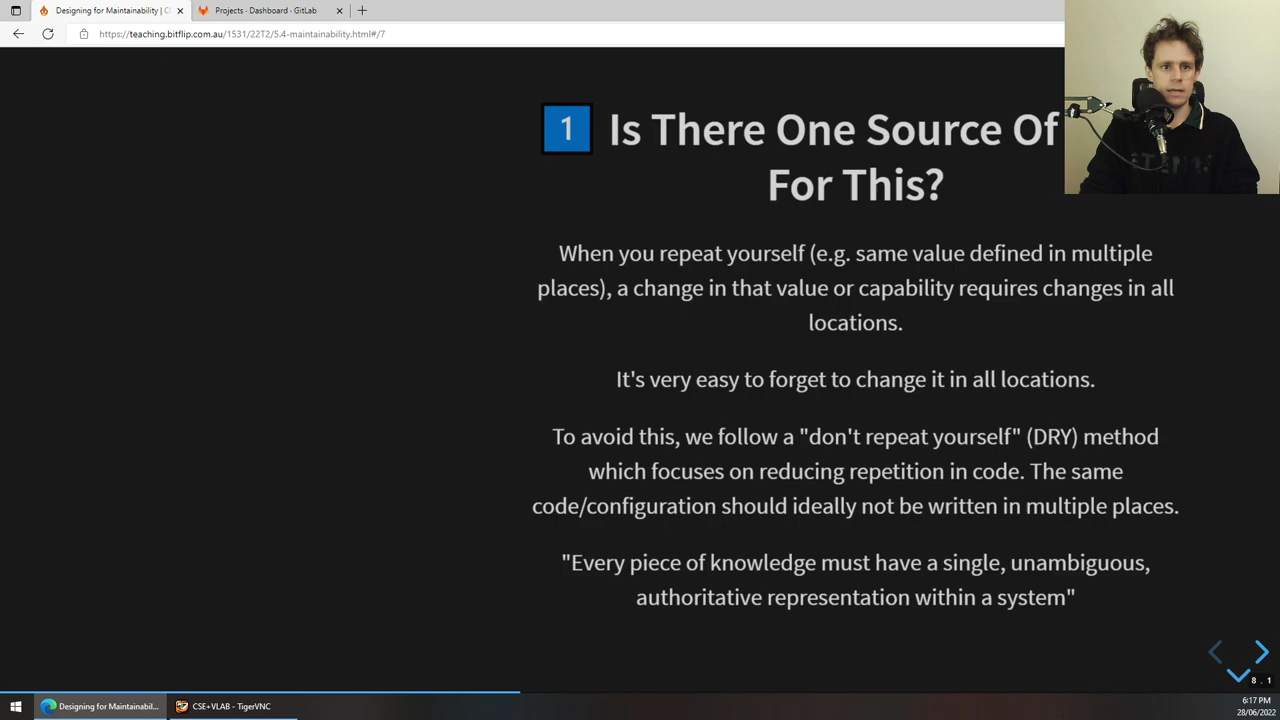 Designing for Maintainability | C
Projects · Dashboard · GitLab
https://teaching.bitflip.com.au/1531/22T2/5.4-maintainability.html#/7
1 Is There One Source Of
For This?
When you repeat yourself (e.g. same value defined in multiple
places), a change in that value or capability requires changes in all
locations.
It's very easy to forget to change it in all locations.
To avoid this, we follow a "don't repeat yourself" (DRY) method
which focuses on reducing repetition in code. The same
code/configuration should ideally not be written in multiple places.
"Every piece of knowledge must have a single, unambiguous,
authoritative representation within a system"
8.1
Designing for Maintainabil...
CSE+VLAB - TigerVNC
6:17 PM
28/06/2022